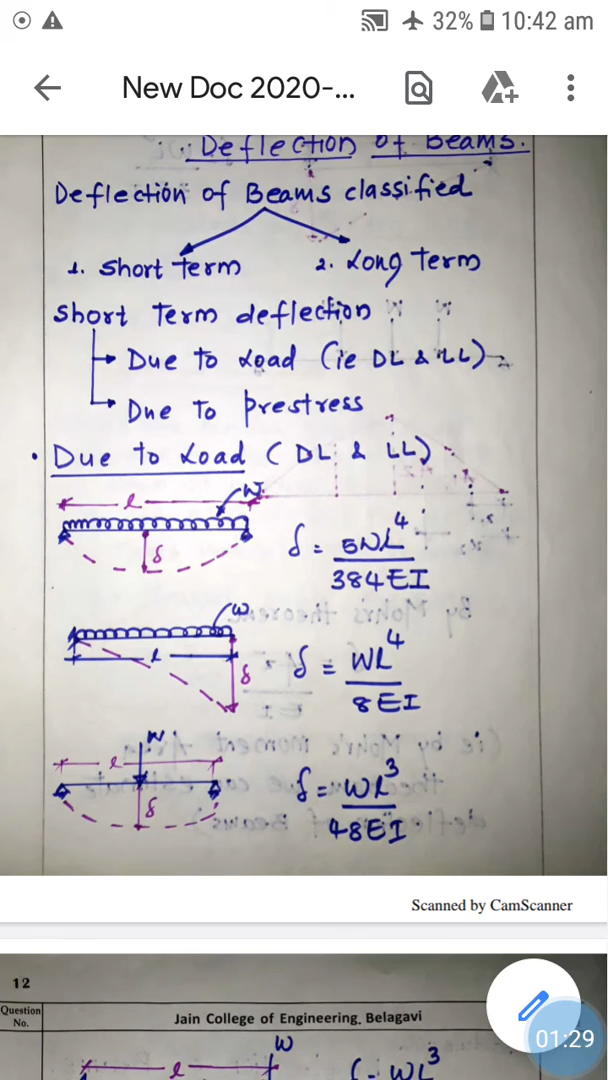 32% 10:42 am
New Doc 2020-...
Deflection of Beams.
Deflection of Beams classified
1. Short Term 2. Long Term
Short Term deflection
Due to Load (ie DL & LL)
Due To prestress
Due to Load ( DL & LL)
l W
δ
δ = 5WL⁴
384EI
w
l
δ
δ = WL⁴
8EI
W
l
δ
δ = WL³
48EI
Scanned by CamScanner
12
Question
No.
Jain College of Engineering, Belagavi
01:29
w
l
WL³